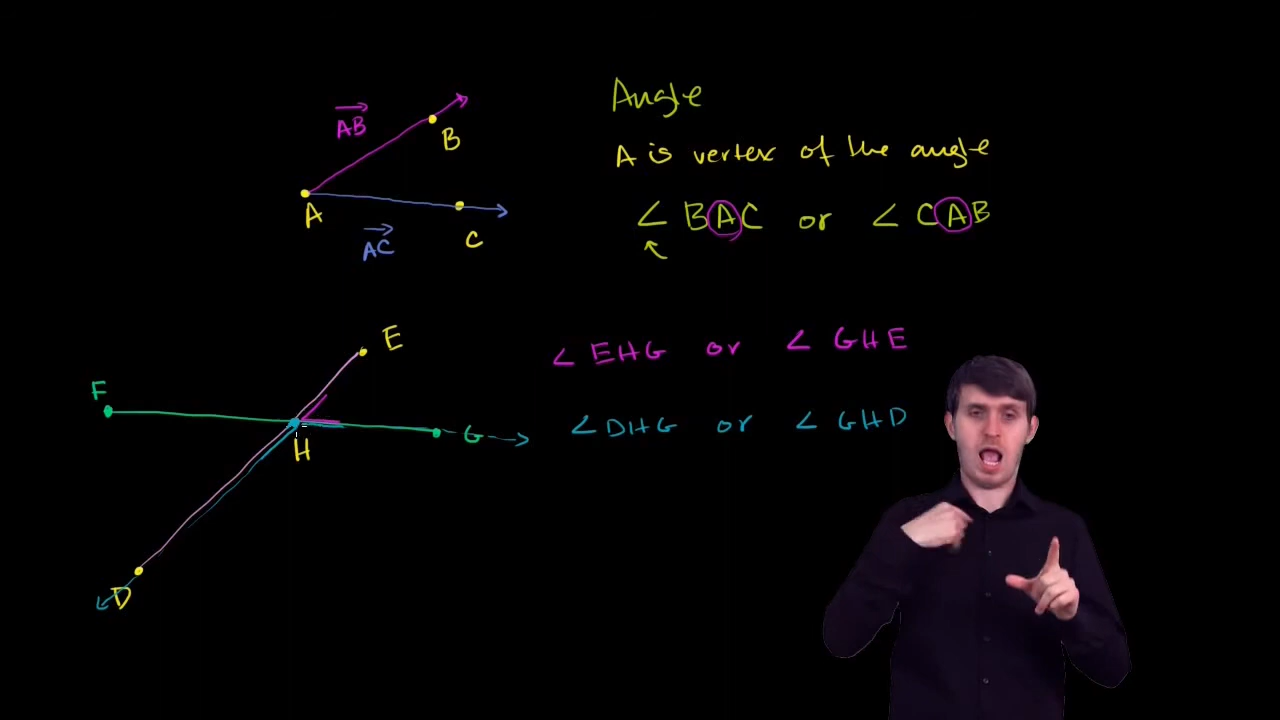 AB
B
A
AC
C
Angle
A is vertex of the angle
∠ BAC or ∠ CAB
E
F
H
G
D
∠ EHG or ∠ GHE
∠ DHG or ∠ GHD